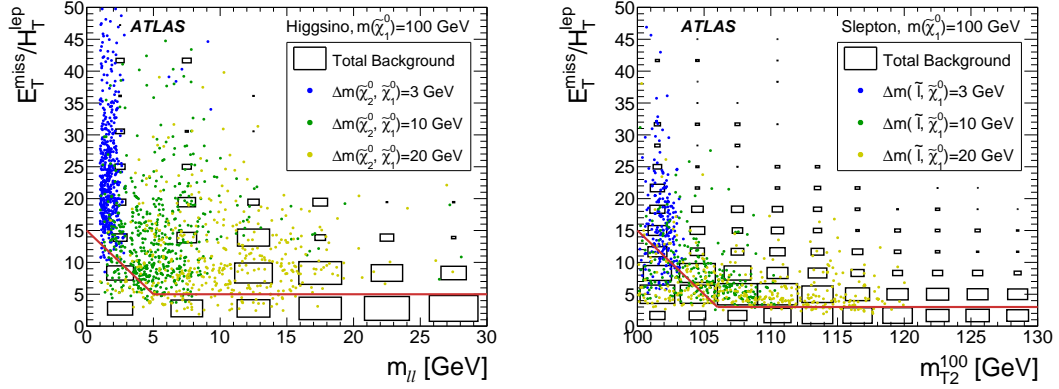 E_T^miss/H_T^lep
50
45
40
35
30
25
20
15
10
5
0
ATLAS
Higgsino, m(χ̃₁⁰)=100 GeV
Total Background
Δm(χ̃₂⁰, χ̃₁⁰)=3 GeV
Δm(χ̃₂⁰, χ̃₁⁰)=10 GeV
Δm(χ̃₂⁰, χ̃₁⁰)=20 GeV
0 5 10 15 20 25 30
m_ll [GeV]
E_T^miss/H_T^lep
50
45
40
35
30
25
20
15
10
5
0
ATLAS
Slepton, m(χ̃₁⁰)=100 GeV
Total Background
Δm(l̃, χ̃₁⁰)=3 GeV
Δm(l̃, χ̃₁⁰)=10 GeV
Δm(l̃, χ̃₁⁰)=20 GeV
100 105 110 115 120 125 130
m_T2^100 [GeV]